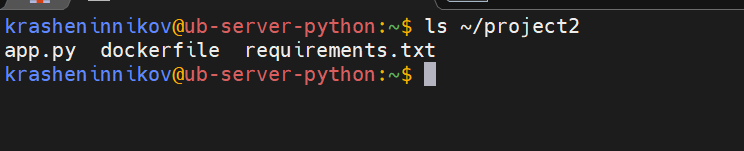 krasheninnikov@ub-server-python:~$ ls ~/project2
app.py  dockerfile  requirements.txt
krasheninnikov@ub-server-python:~$